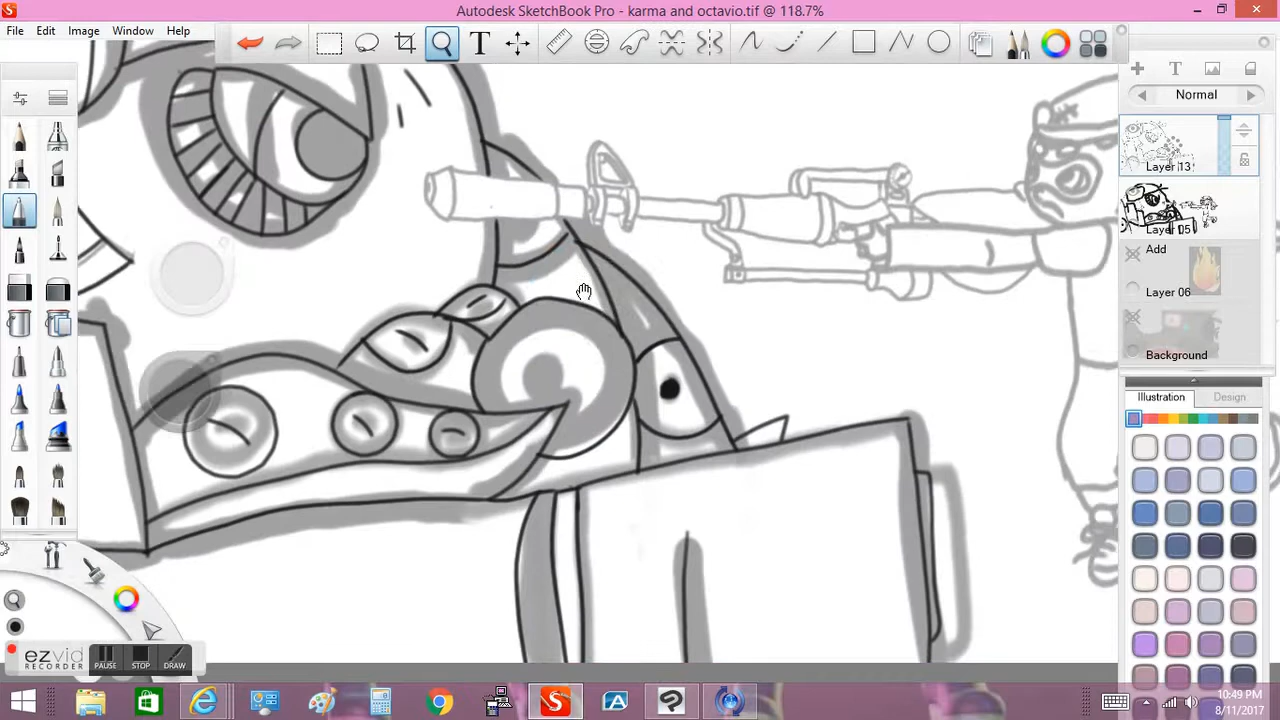 Autodesk SketchBook Pro - karma and octavio.tif @ 118.7%
File Edit Image Window Help
T
T
Normal
Layer 13
Layer 05
Add
Layer 06
Background
Illustration Design
ezvid
RECORDER
PAUSE STOP DRAW
10:49 PM
8/11/2017